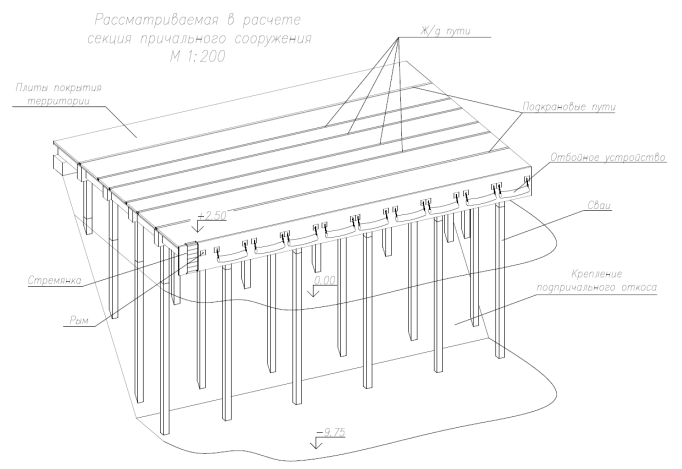 Рассматриваемая в расчете
секция причального сооружения
М 1:200
Ж/д пути
Плиты покрытия
территории
Подкрановые пути
Отбойное устройство
Сваи
+2.50
Стремянка
0.00
Крепление
подпричального откоса
Рым
-9.75